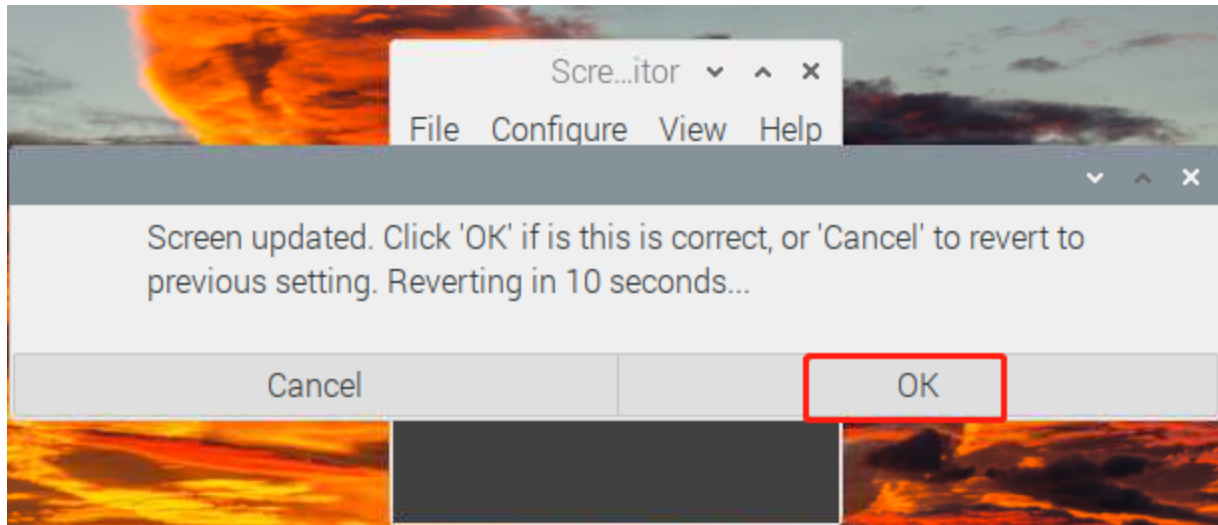 Scre...itor
File Configure View Help
Screen updated. Click 'OK' if is this is correct, or 'Cancel' to revert to
previous setting. Reverting in 10 seconds...
Cancel OK